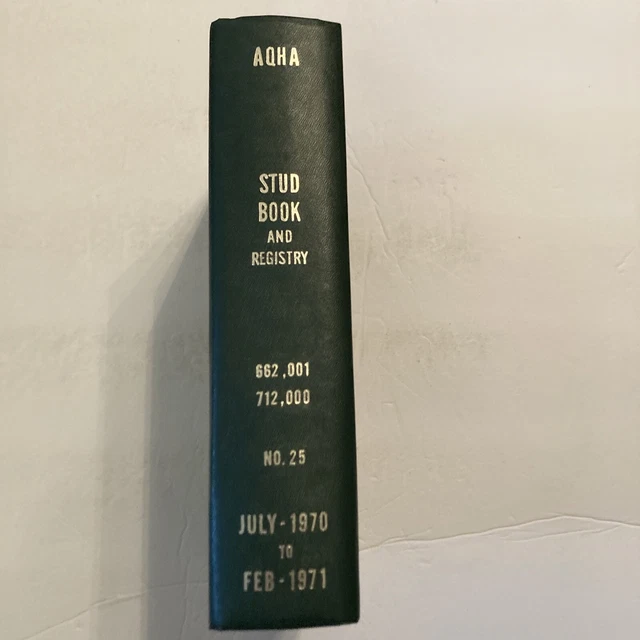 AQHA
STUD
BOOK
AND
REGISTRY
662,001
712,000
NO. 25
JULY - 1970
TO
FEB - 1971